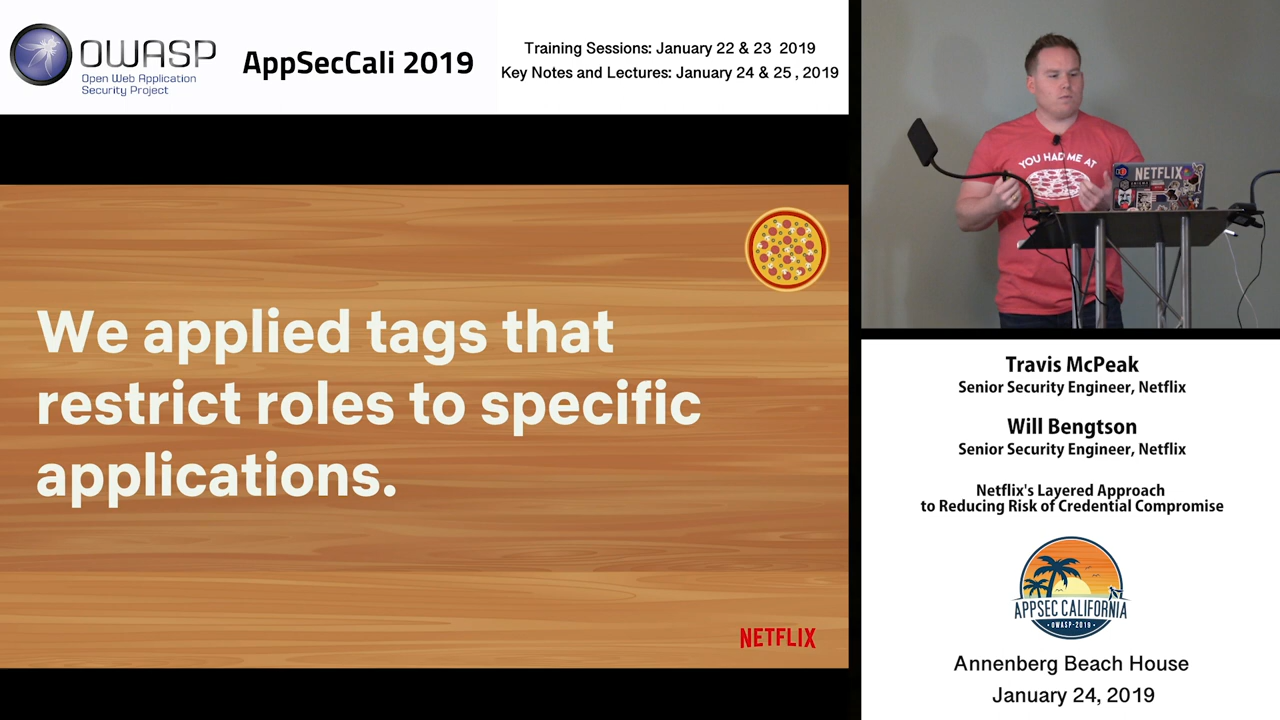 OWASP
Open Web Application
Security Project
AppSecCali 2019
Training Sessions: January 22 & 23 2019
Key Notes and Lectures: January 24 & 25 , 2019
We applied tags that
restrict roles to specific
applications.
NETFLIX
YOU HAD ME AT
NETFLIX
Travis McPeak
Senior Security Engineer, Netflix
Will Bengtson
Senior Security Engineer, Netflix
Netflix's Layered Approach
to Reducing Risk of Credential Compromise
APPSEC CALIFORNIA
OWASP-2019
Annenberg Beach House
January 24, 2019